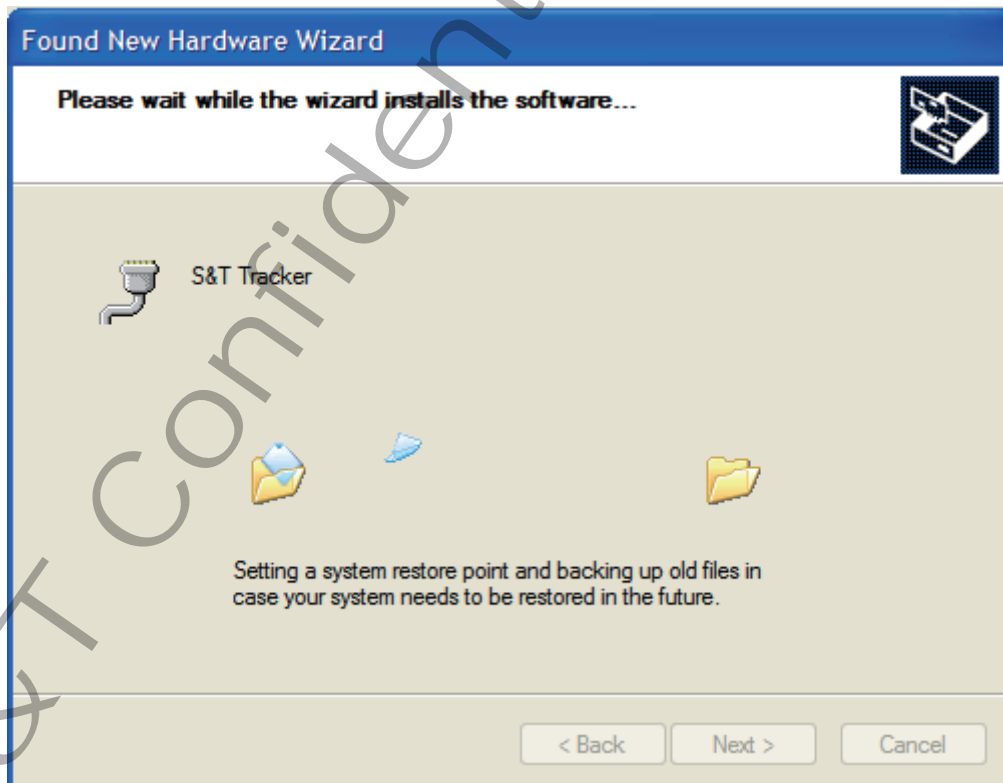 Found New Hardware Wizard
Please wait while the wizard installs the software...
S&T Tracker
Setting a system restore point and backing up old files in
case your system needs to be restored in the future.
< Back
Next >
Cancel
&T Confident